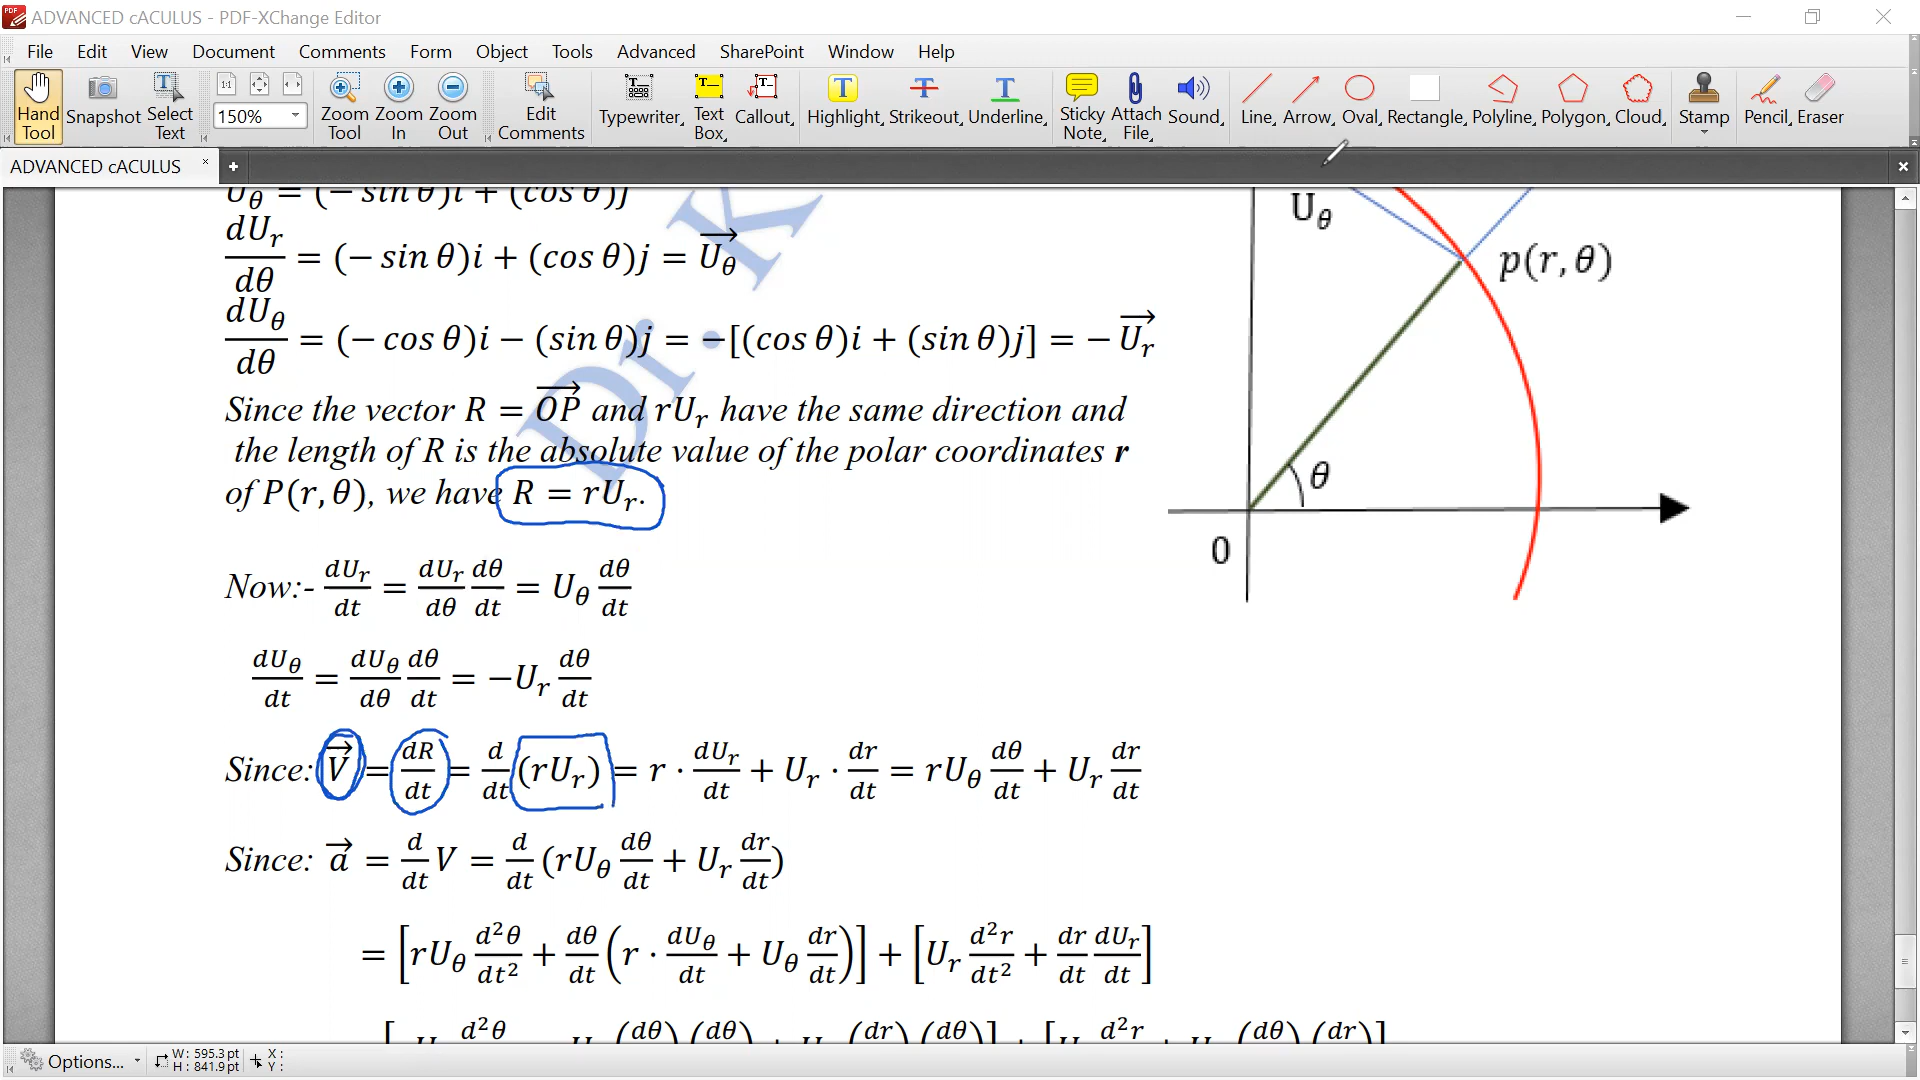 ADVANCED cACULUS - PDF-XChange Editor
File Edit View Document Comments Form Object Tools Advanced SharePoint Window Help
Hand Tool Snapshot Select Text 1:1 150% Zoom Tool Zoom In Zoom Out Edit Comments Typewriter Text Box Callout Highlight Strikeout Underline Sticky Note Attach File Sound Line Arrow Oval Rectangle Polyline Polygon Cloud Stamp Pencil Eraser
ADVANCED cACULUS
U_θ = (− sin θ)i + (cos θ)j
dU_r/dθ = (− sin θ)i + (cos θ)j = U_θ→
dU_θ/dθ = (− cos θ)i − (sin θ)j = −[(cos θ)i + (sin θ)j] = − U_r→
Since the vector R = OP→ and rU_r have the same direction and
the length of R is the absolute value of the polar coordinates r
of P(r, θ), we have R = rU_r.
Now:- dU_r/dt = dU_r/dθ dθ/dt = U_θ dθ/dt
dU_θ/dt = dU_θ/dθ dθ/dt = −U_r dθ/dt
Since: V→ = dR/dt = d/dt (rU_r) = r · dU_r/dt + U_r · dr/dt = rU_θ dθ/dt + U_r dr/dt
Since: a→ = d/dt V = d/dt (rU_θ dθ/dt + U_r dr/dt)
= [rU_θ d²θ/dt² + dθ/dt (r · dU_θ/dt + U_θ dr/dt)] + [U_r d²r/dt² + dr/dt dU_r/dt]
U_θ
p(r, θ)
θ
0
Dr. K
Options...
W: 595.3 pt
H: 841.9 pt
X:
Y: